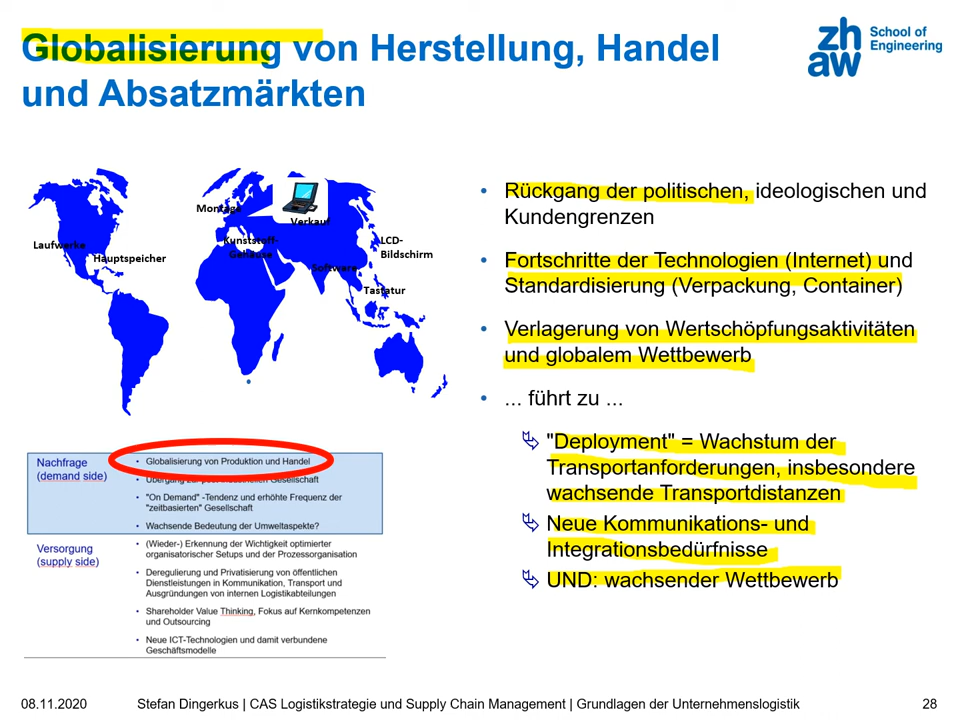 Globalisierung von Herstellung, Handel
und Absatzmärkten
zh
aw
School of
Engineering
Montage
Verkauf
Laufwerke
Hauptspeicher
Kunststoff-
Gehäuse
LCD-
Bildschirm
Software
Tastatur
• Rückgang der politischen, ideologischen und
Kundengrenzen
• Fortschritte der Technologien (Internet) und
Standardisierung (Verpackung, Container)
• Verlagerung von Wertschöpfungsaktivitäten
und globalem Wettbewerb
• ... führt zu ...
"Deployment" = Wachstum der
Transportanforderungen, insbesondere
wachsende Transportdistanzen
Neue Kommunikations- und
Integrationsbedürfnisse
UND: wachsender Wettbewerb
Nachfrage
(demand side)
• Globalisierung von Produktion und Handel
• Übergang zur post-industriellen Gesellschaft
• "On Demand" -Tendenz und erhöhte Frequenz der
"zeitbasierten" Gesellschaft
• Wachsende Bedeutung der Umweltaspekte?
Versorgung
(supply side)
• (Wieder-) Erkennung der Wichtigkeit optimierter
organisatorischer Setups und der Prozessorganisation
• Deregulierung und Privatisierung von öffentlichen
Dienstleistungen in Kommunikation, Transport und
Ausgründungen von internen Logistikabteilungen
• Shareholder Value Thinking, Fokus auf Kernkompetenzen
und Outsourcing
• Neue ICT-Technologien und damit verbundene
Geschäftsmodelle
08.11.2020
Stefan Dingerkus | CAS Logistikstrategie und Supply Chain Management | Grundlagen der Unternehmenslogistik
28